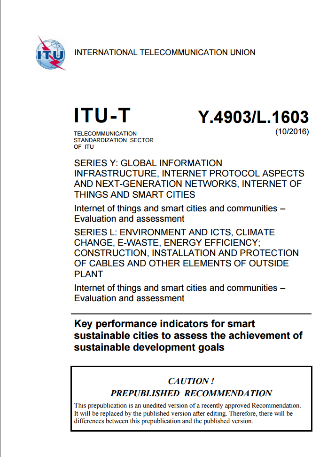 ITU
INTERNATIONAL TELECOMMUNICATION UNION
ITU-T
Y.4903/L.1603
TELECOMMUNICATION
(10/2016)
STANDARDIZATION SECTOR
OF ITU
SERIES Y: GLOBAL INFORMATION
INFRASTRUCTURE, INTERNET PROTOCOL ASPECTS
AND NEXT-GENERATION NETWORKS, INTERNET OF
THINGS AND SMART CITIES
Internet of things and smart cities and communities –
Evaluation and assessment
SERIES L: ENVIRONMENT AND ICTS, CLIMATE
CHANGE, E-WASTE, ENERGY EFFICIENCY;
CONSTRUCTION, INSTALLATION AND PROTECTION
OF CABLES AND OTHER ELEMENTS OF OUTSIDE
PLANT
Internet of things and smart cities and communities –
Evaluation and assessment
Key performance indicators for smart
sustainable cities to assess the achievement of
sustainable development goals
CAUTION !
PREPUBLISHED RECOMMENDATION
This prepublication is an unedited version of a recently approved Recommendation.
It will be replaced by the published version after editing. Therefore, there will be
differences between this prepublication and the published version.